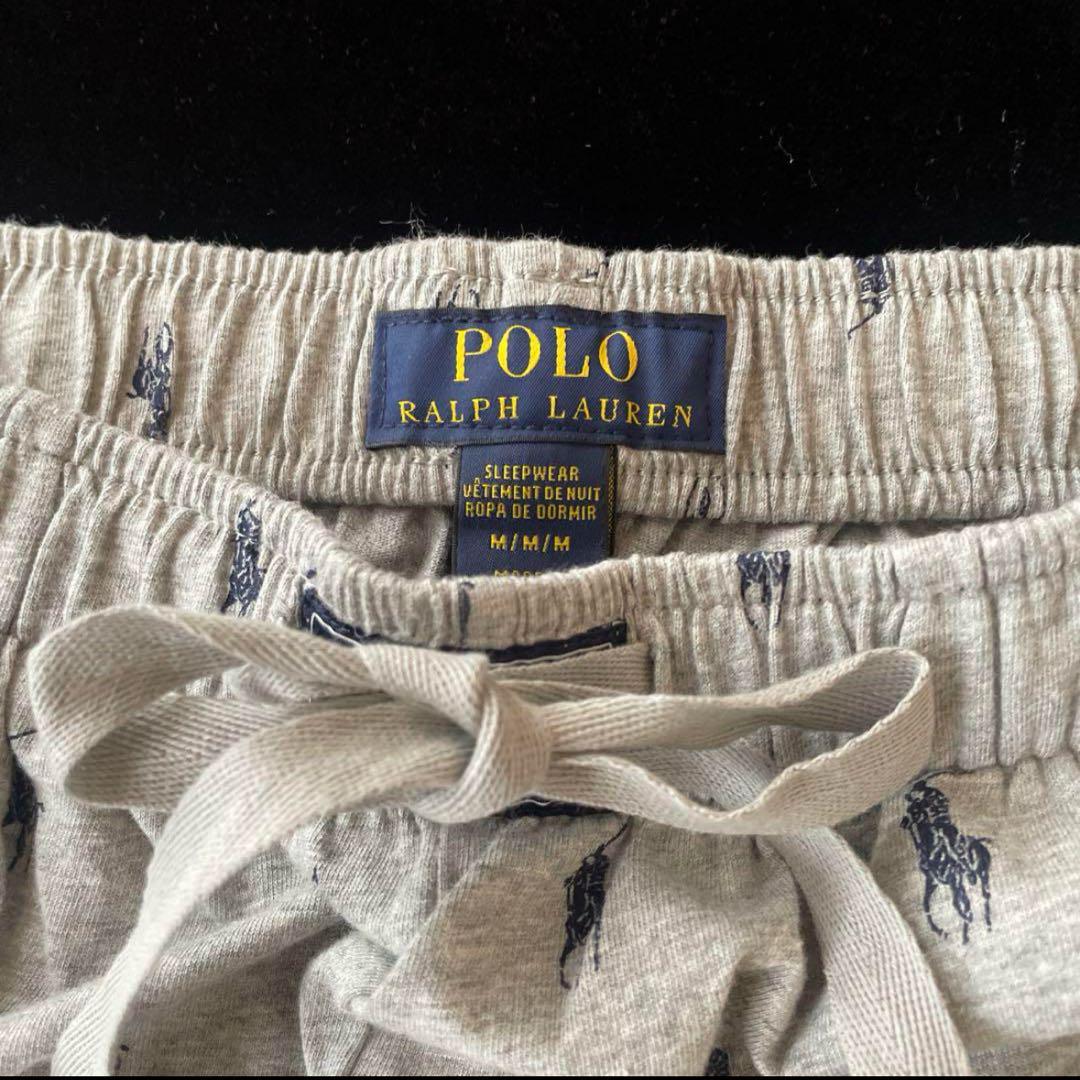 POLO
RALPH LAUREN
SLEEPWEAR
VÊTEMENT DE NUIT
ROPA DE DORMIR
M/M/M